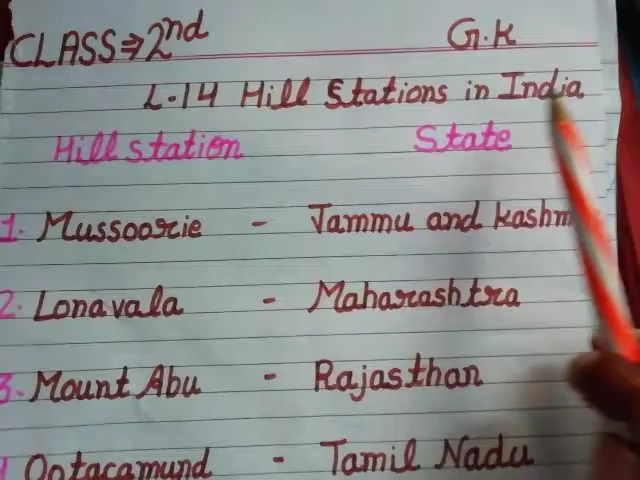 CLASS⇒2nd G.K
L-14 Hill Stations in India
Hill station State
1. Mussoorie - Jammu and Kashm
2. Lonavala - Maharashtra
3. Mount Abu - Rajasthan
4 Ootacamund - Tamil Nadu